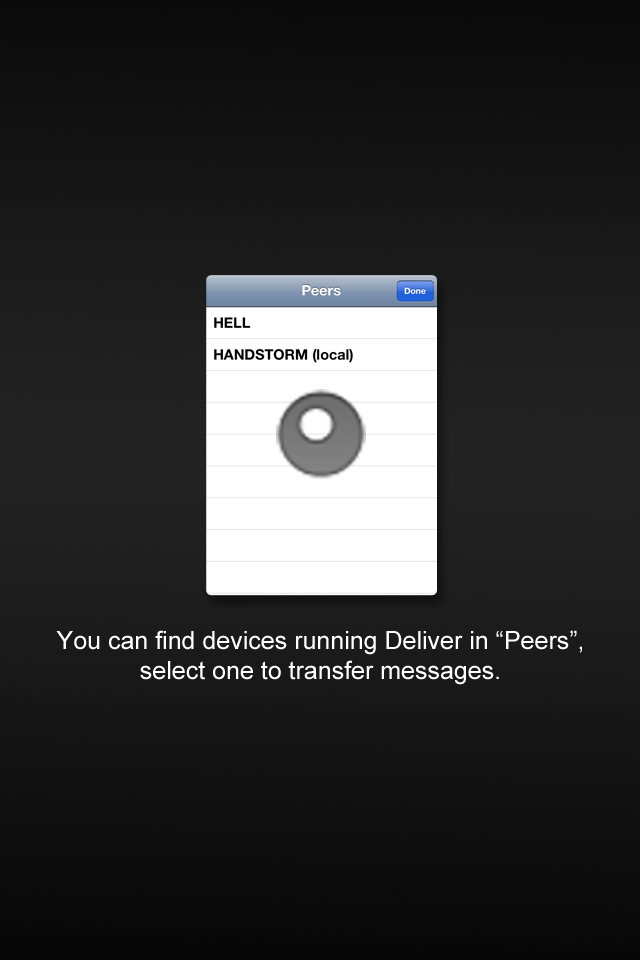 Peers
Done
HELL
HANDSTORM (local)
You can find devices running Deliver in “Peers”,
select one to transfer messages.